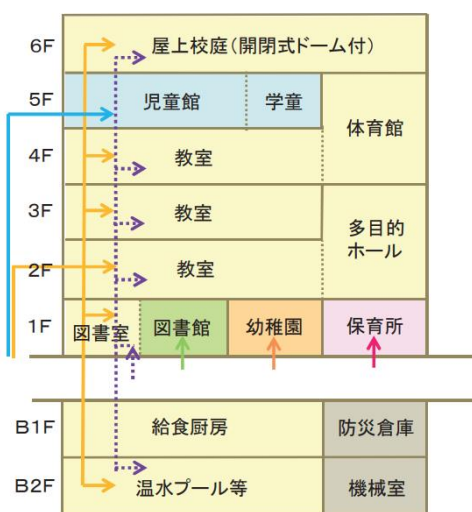 6F
屋上校庭(開閉式ドーム付)
5F
児童館
学童
体育館
4F
教室
3F
教室
多目的
ホール
2F
教室
1F
図書室
図書館
幼稚園
保育所
B1F
給食厨房
防災倉庫
B2F
温水プール等
機械室